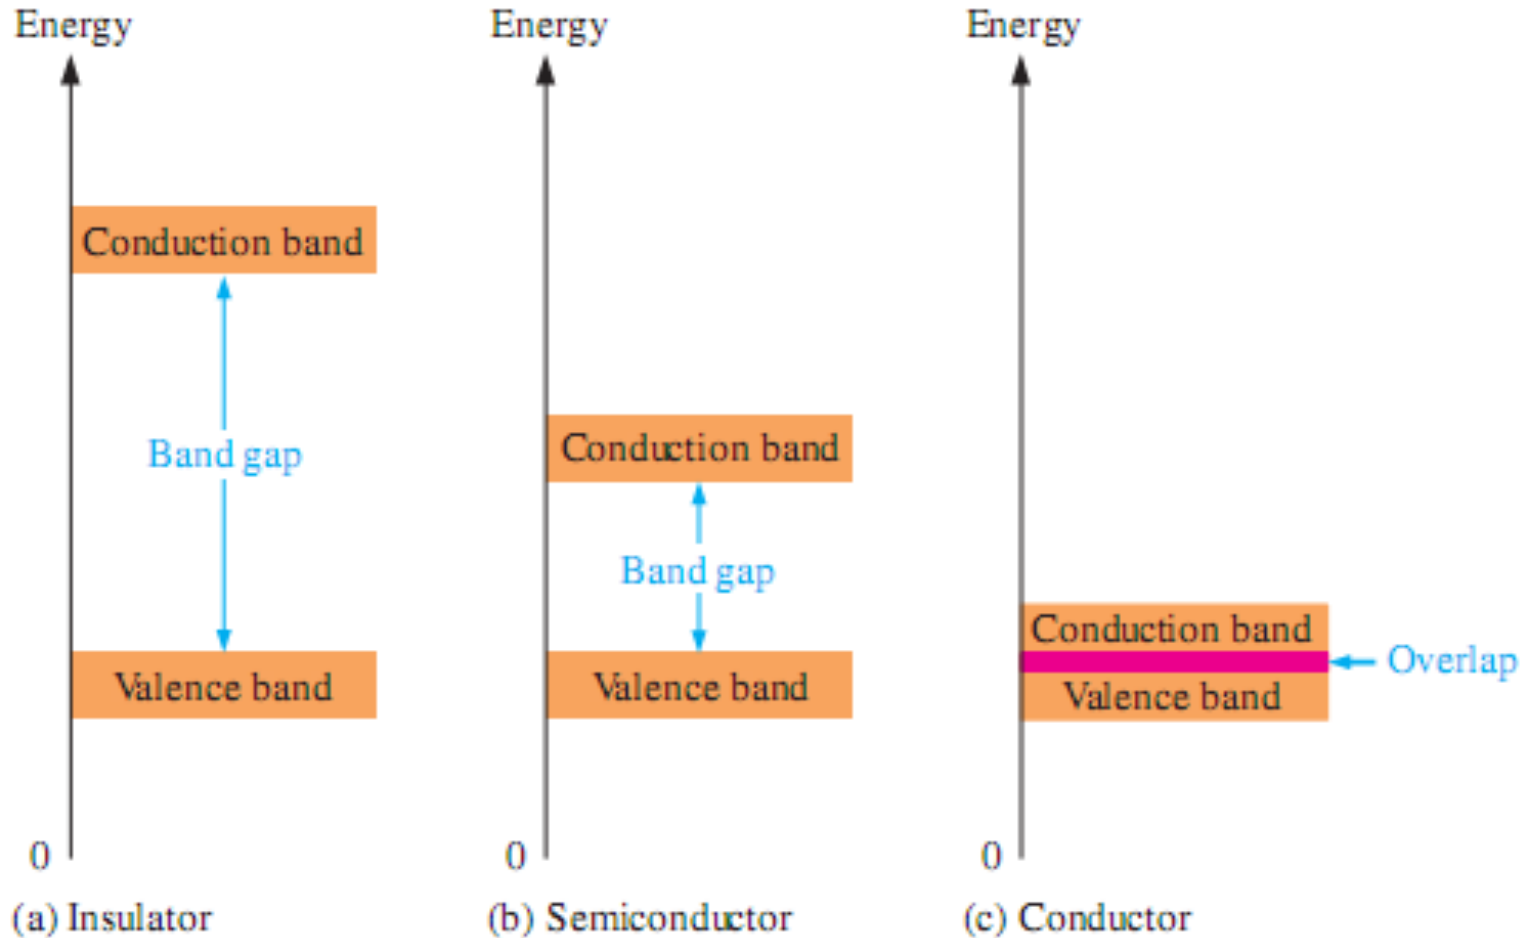 Energy
Conduction band
Band gap
Valence band
0
(a) Insulator
Energy
Conduction band
Band gap
Valence band
0
(b) Semiconductor
Energy
Conduction band
Overlap
Valence band
0
(c) Conductor